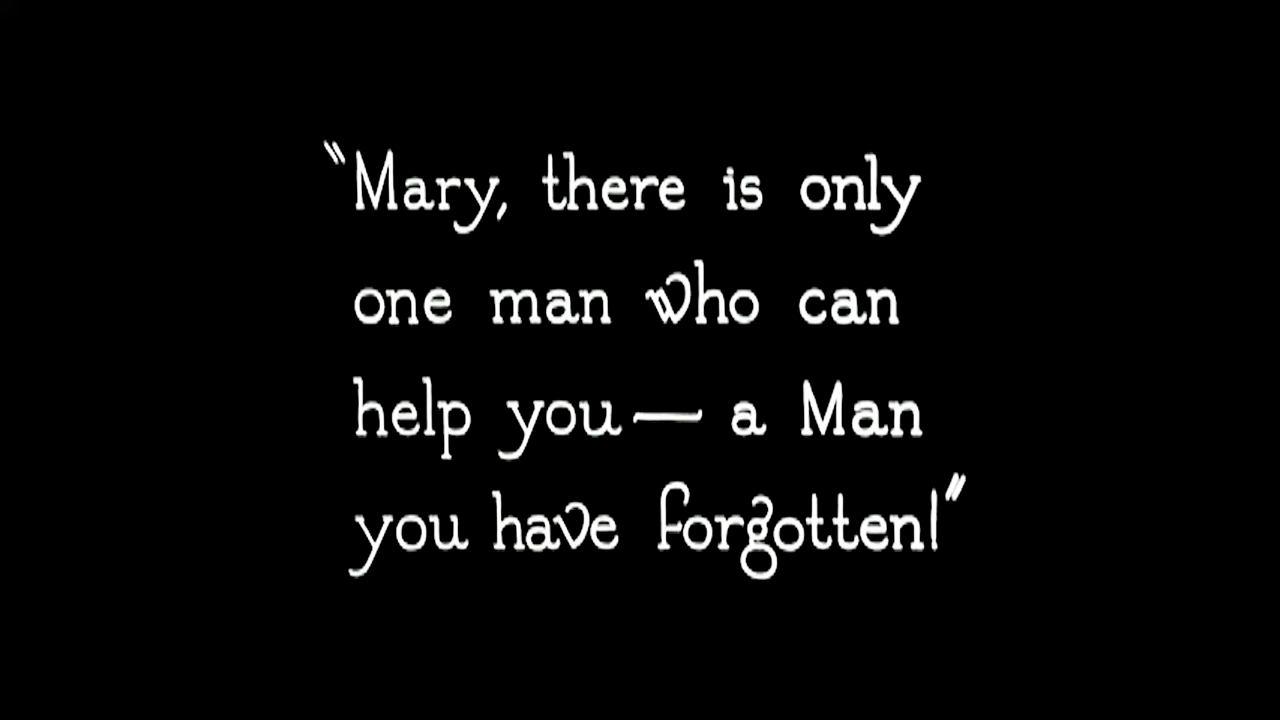 "Mary, there is only
one man who can
help you — a Man
you have forgotten!"